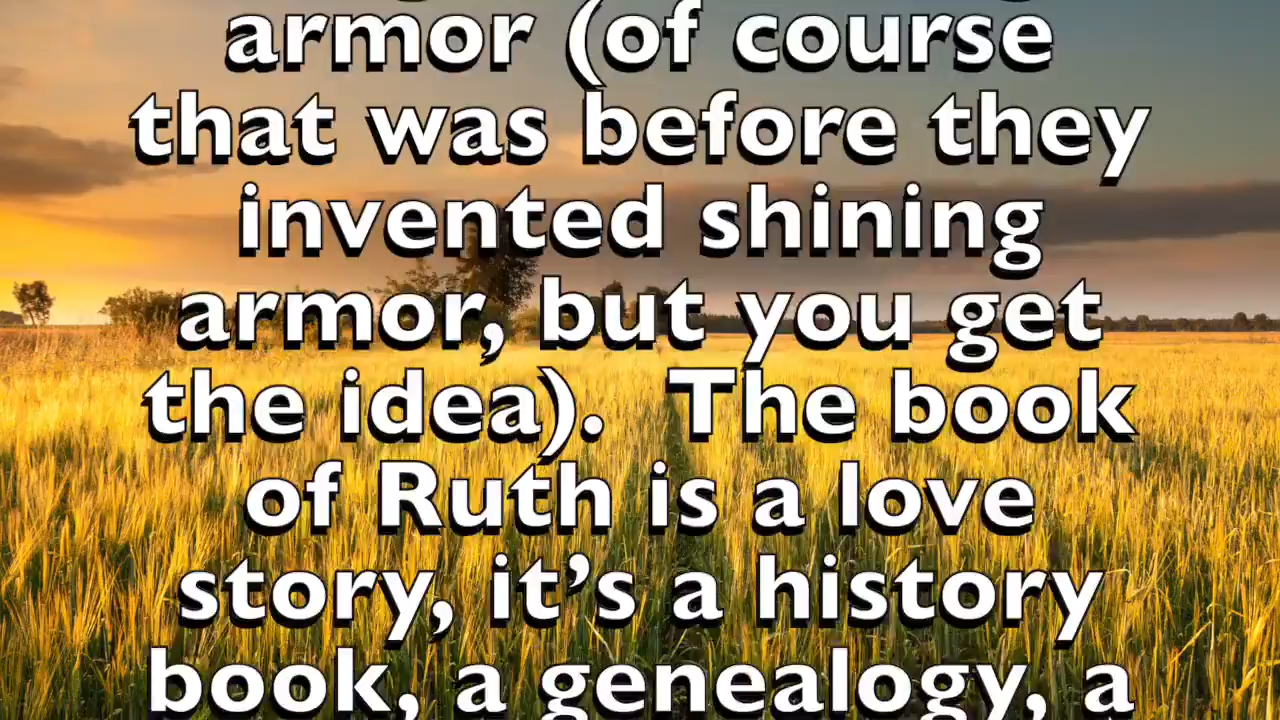 armor (of course
that was before they
invented shining
armor, but you get
the idea).  The book
of Ruth is a love
story, it’s a history
book, a genealogy, a